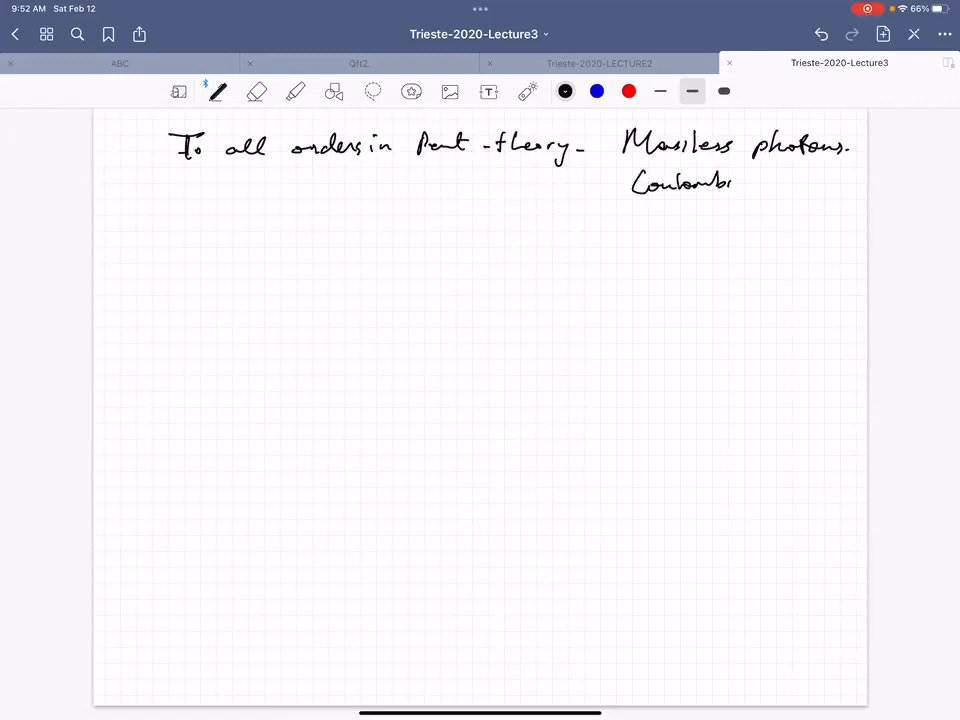 9:52 AM Sat Feb 12
66%
Trieste-2020-Lecture3
ABC
Qft2
Trieste-2020-LECTURE2
Trieste-2020-Lecture3
To all orders in Pert-theory- Massless photons.
Coulomb